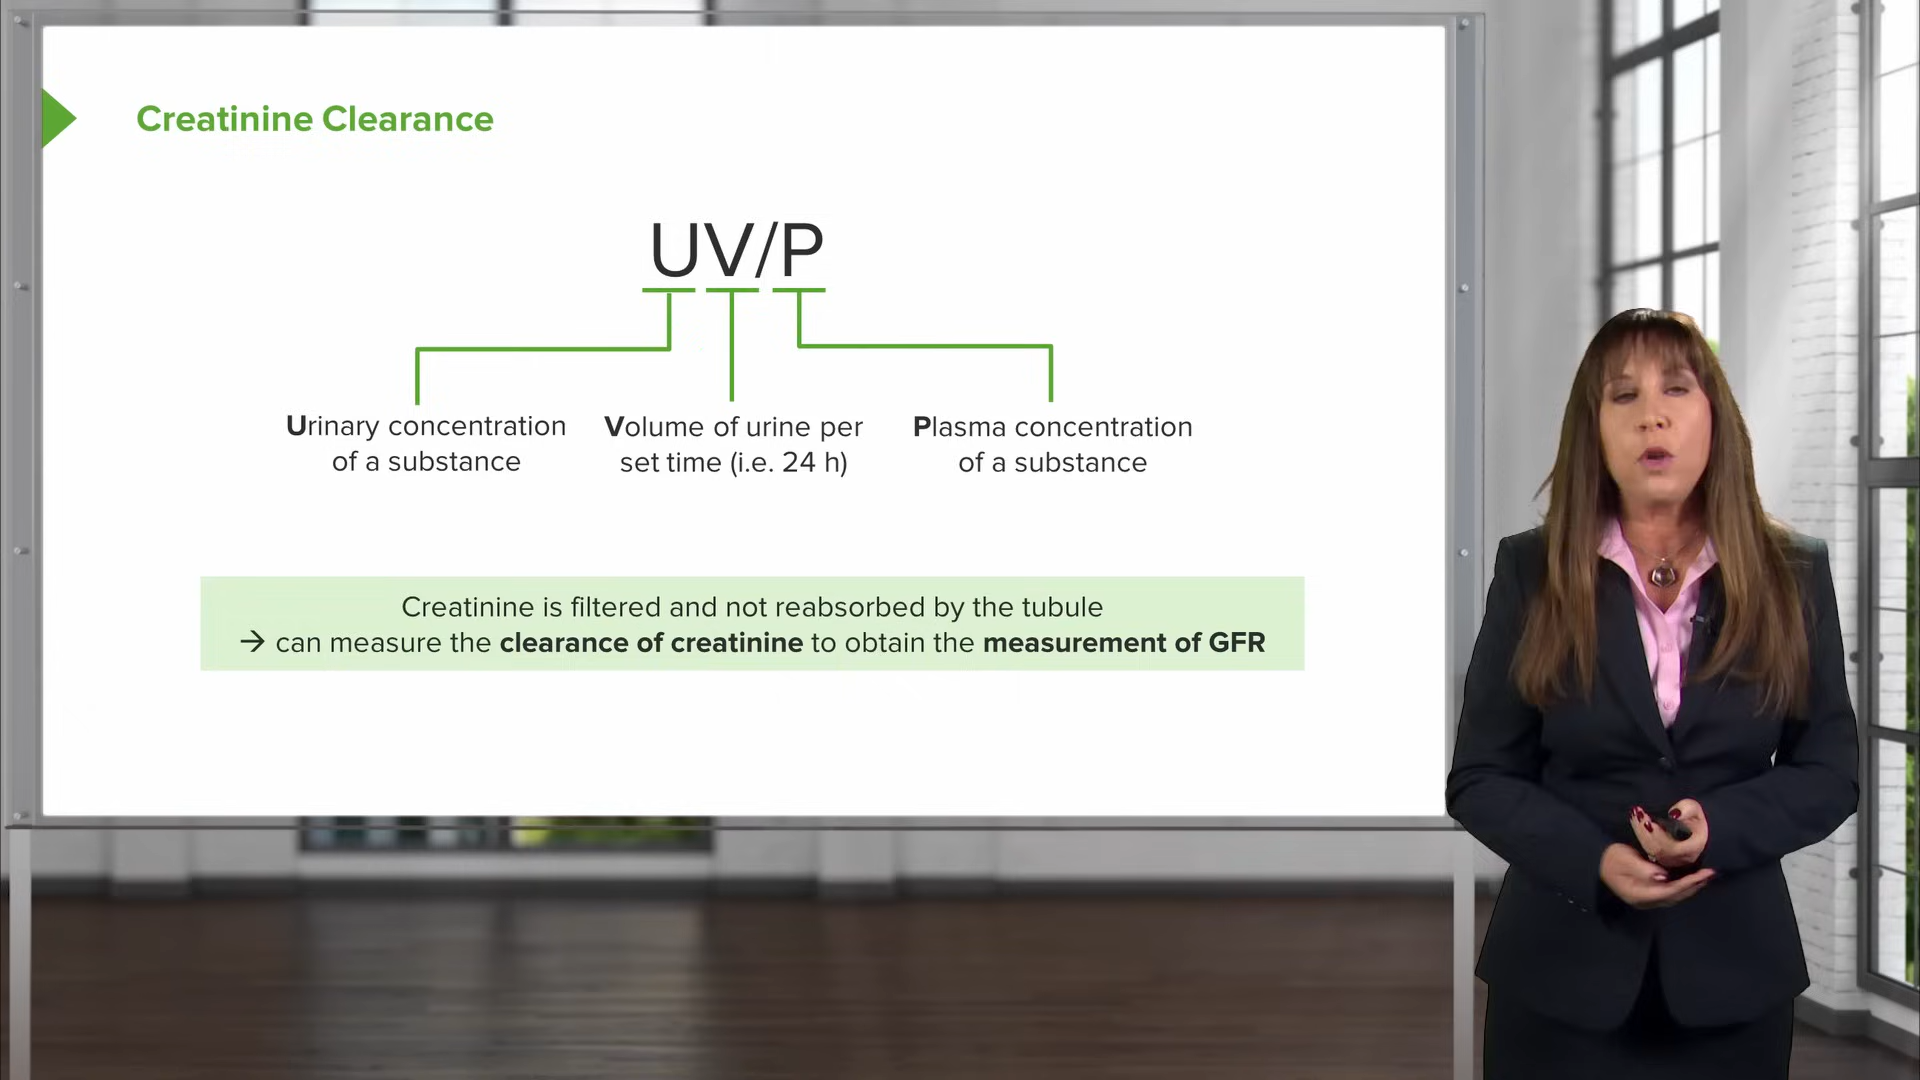 Creatinine Clearance
UV/P
Urinary concentration
of a substance
Volume of urine per
set time (i.e. 24 h)
Plasma concentration
of a substance
Creatinine is filtered and not reabsorbed by the tubule
→ can measure the clearance of creatinine to obtain the measurement of GFR